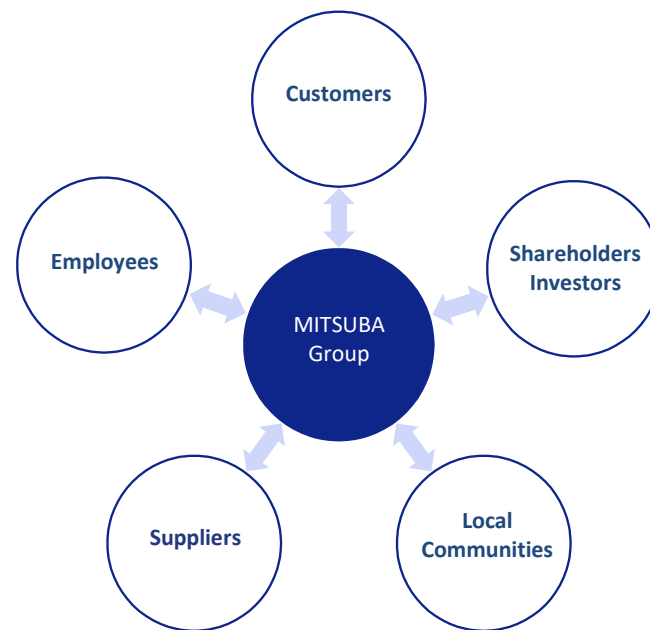 Customers
Employees
Shareholders
Investors
MITSUBA
Group
Suppliers
Local
Communities